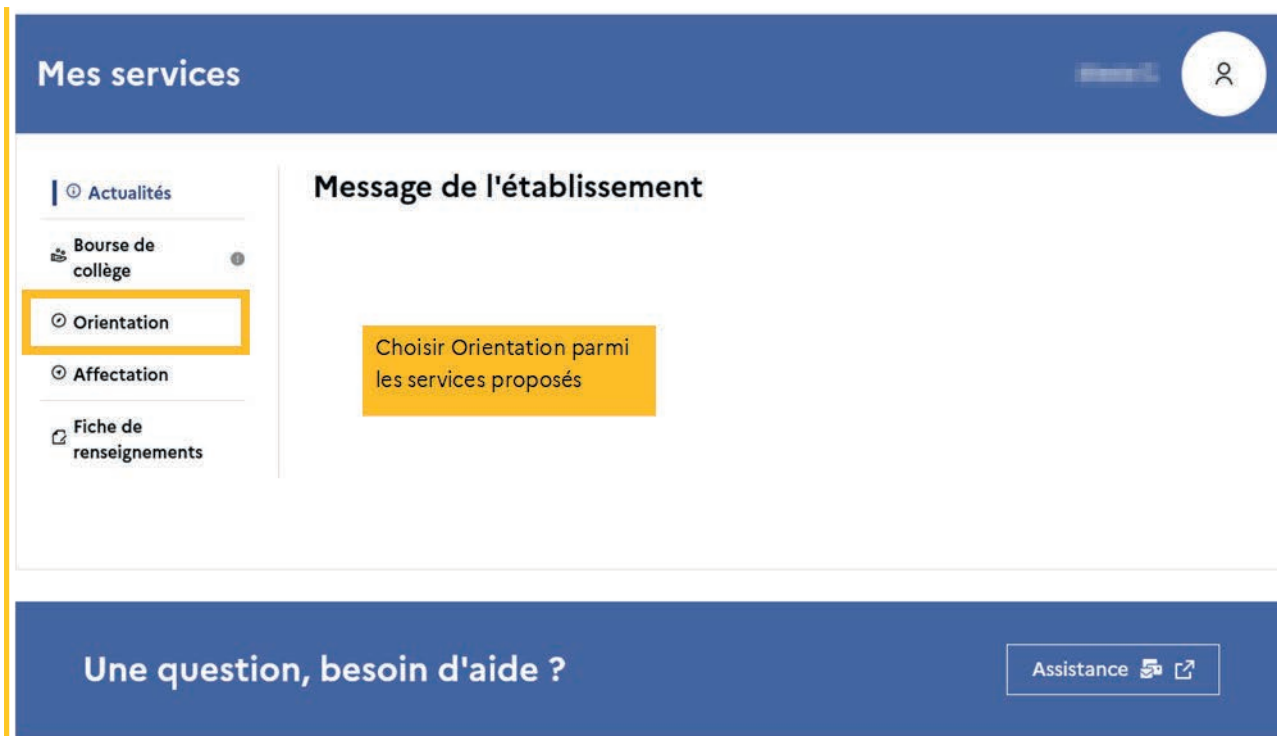 Mes services
Actualités
Bourse de
collège
Orientation
Affectation
Fiche de
renseignements
Message de l'établissement
Choisir Orientation parmi
les services proposés
Une question, besoin d'aide ?
Assistance